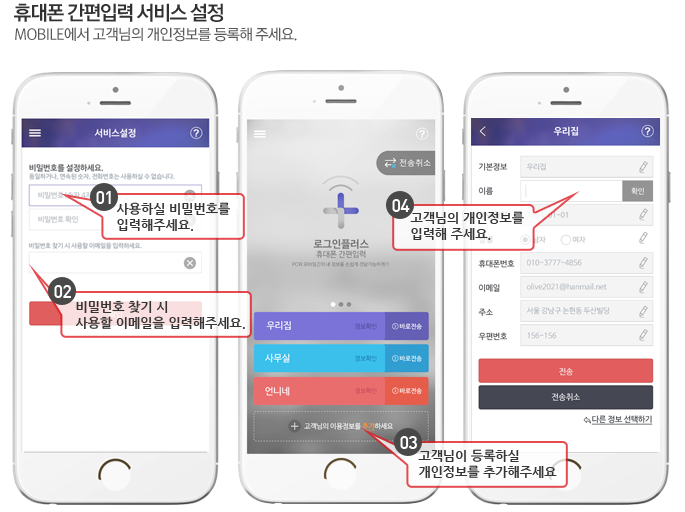 휴대폰 간편입력 서비스 설정
MOBILE에서 고객님의 개인정보를 등록해 주세요.
서비스설정
비밀번호를 설정하세요.
동일하거나, 연속된 숫자, 전화번호는 사용하실 수 없습니다.
비밀번호
비밀번호 확인
01
사용하실 비밀번호를
입력해주세요.
비밀번호 찾기 시 사용할 이메일을 입력하세요.
02
비밀번호 찾기 시
사용할 이메일을 입력해주세요.
전송취소
로그인플러스
휴대폰 간편입력
우리집 정보확인 바로전송
사무실 정보확인 바로전송
언니네 정보확인 바로전송
고객님의 이용정보를 추가하세요
03
고객님이 등록하실
개인정보를 추가해주세요
우리집
기본정보 우리집
이름 확인
04
고객님의 개인정보를
입력해 주세요.
-01
여자
휴대폰번호 010-3777-4856
이메일 olive2021@hanmail.net
주소 서울 강남구 논현동 두산빌딩
우편번호 156-156
전송
전송취소
다른 정보 선택하기